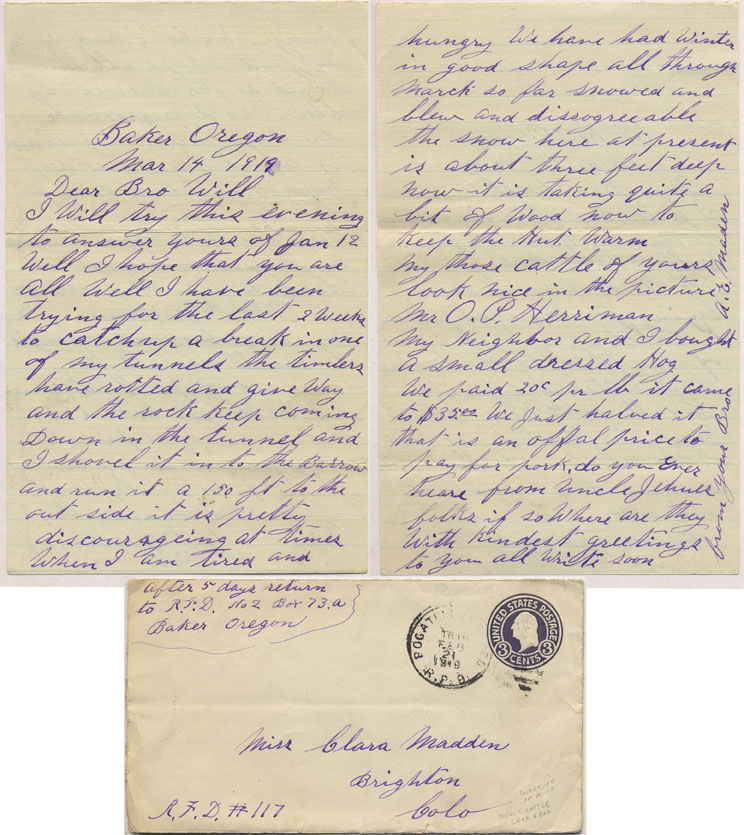 Baker Oregon
Mar 14 1919
Dear Bro Will
I Will try this evening
to answer yours of Jan 12
Well I hope that you are
all Well I have been
trying for the last 2 Weeks
to catchup a break in one
of my tunnels the timbers
have rotted and give Way
and the rock keep coming
Down in the tunnel and
I shovel it in to the Barrow
and run it a 150 ft to the
out side it is pretty
discourageing at times
When I am tired and
hungry We have had Winter
in good shape all through
March so far snowed and
blew and dissogreeable
the snow here at present
is about three feet deep
now it is taking quite a
bit of Wood now to
keep the Hut Warm
My those cattle of yours
look nice in the picture
Mr O. P. Herriman
My Neighbor and I bought
a small dressed Hog
We paid 20¢ pr lb it came
to $35.00 We Just halved it
that is an offal price to
pay for pork. do you Ever
heare from Uncle Jehues
folks if so Where are they
With Kindest greetings
to you all Write soon
from your Bro A. E. Maden
after 5 days return
to R.F.D. No 2 Box 73.a
Baker Oregon
R.P.O.
FEB
21
1919
UNITED STATES POSTAGE
3 CENTS 3
Miss Clara Madden
Brighton
R.F.D. #117 Colo